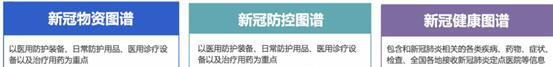 新冠物资图谱
以医用防护装备、日常防护用品、医用诊疗设
备以及治疗用药为重点
新冠防控图谱
以医用防护装备、日常防护用品、医用诊疗设
备以及治疗用药为重点
新冠健康图谱
包含和新冠肺炎相关的各类疾病、药物、症状、
检查、全国各地接收新冠肺炎定点医院等信息